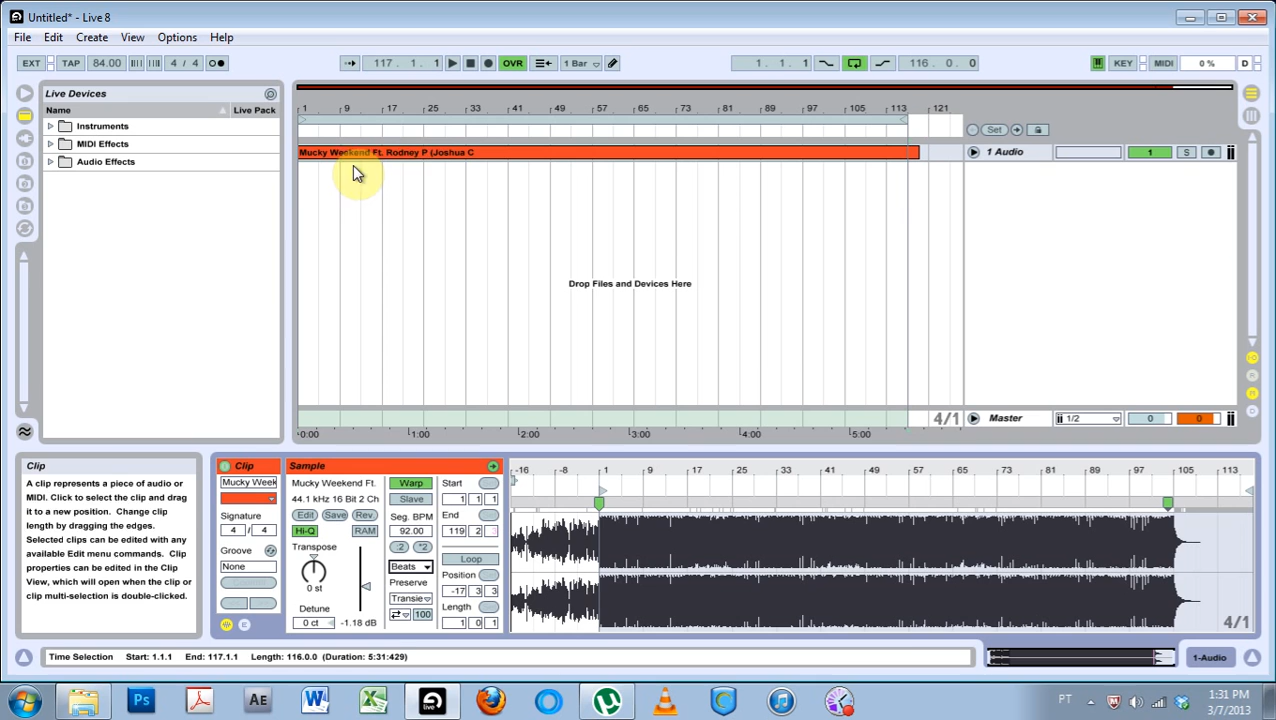 Untitled* - Live 8
File Edit Create View Options Help
EXT TAP 84.00 4 / 4 117 . 1 . 1 OVR 1 Bar 1 . 1 . 1 116 . 0 . 0 KEY MIDI 0 % D
Live Devices
Name Live Pack
Instruments
MIDI Effects
Audio Effects
1 9 17 25 33 41 49 57 65 73 81 89 97 105 113 121
Set
Mucky Weekend Ft. Rodney P (Joshua C
1 Audio 1 S
Drop Files and Devices Here
4/1 Master 1/2 0 0
0:00 1:00 2:00 3:00 4:00 5:00
Clip
A clip represents a piece of audio or
MIDI. Click to select the clip and drag
it to a new position. Change clip
length by dragging the edges.
Selected clips can be edited with any
available Edit menu commands. Clip
properties can be edited in the Clip
View, which will open when the clip or
clip multi-selection is double-clicked.
Clip
Mucky Week
Signature
4 / 4
Groove
None
Sample
Mucky Weekend Ft.
44.1 kHz 16 Bit 2 Ch
Edit Save Rev.
Hi-Q RAM
Transpose
0 st
Detune
0 ct -1.18 dB
Warp
Slave
Seg. BPM
92.00
:2 *2
Beats
Preserve
Transie
100
Start
1 1 1
End
119 2 3
Loop
Position
-17 3 3
Length
1 0 1
-16 -8 1 9 17 25 33 41 49 57 65 73 81 89 97 105 113
4/1
Time Selection Start: 1.1.1 End: 117.1.1 Length: 116.0.0 (Duration: 5:31:429)
1-Audio
Ps Ae live PT
1:31 PM
3/7/2013